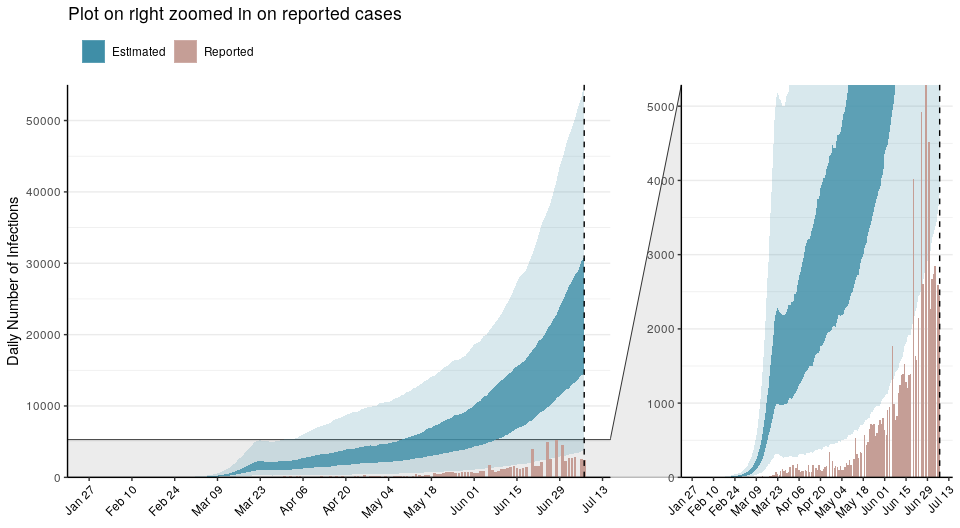 Plot on right zoomed in on reported cases
Estimated Reported
Daily Number of Infections
50000
40000
30000
20000
10000
0
Jan 27 Feb 10 Feb 24 Mar 09 Mar 23 Apr 06 Apr 20 May 04 May 18 Jun 01 Jun 15 Jun 29 Jul 13
5000
4000
3000
2000
1000
0
Jan 27 Feb 10 Feb 24 Mar 09 Mar 23 Apr 06 Apr 20 May 04 May 18 Jun 01 Jun 15 Jun 29 Jul 13